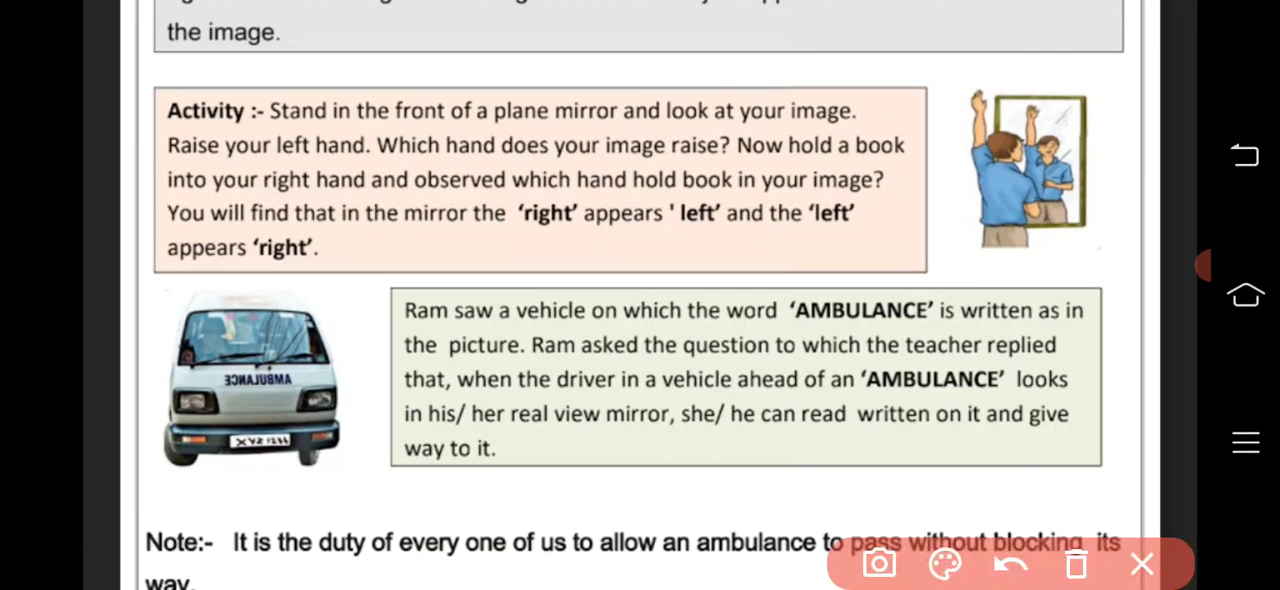 the image.
Activity :- Stand in the front of a plane mirror and look at your image.
Raise your left hand. Which hand does your image raise? Now hold a book
into your right hand and observed which hand hold book in your image?
You will find that in the mirror the 'right' appears ' left' and the 'left'
appears 'right'.
AMBULANCE
Ram saw a vehicle on which the word 'AMBULANCE' is written as in
the picture. Ram asked the question to which the teacher replied
that, when the driver in a vehicle ahead of an 'AMBULANCE' looks
in his/ her real view mirror, she/ he can read written on it and give
way to it.
Note:- It is the duty of every one of us to allow an ambulance to pass without blocking its
way.